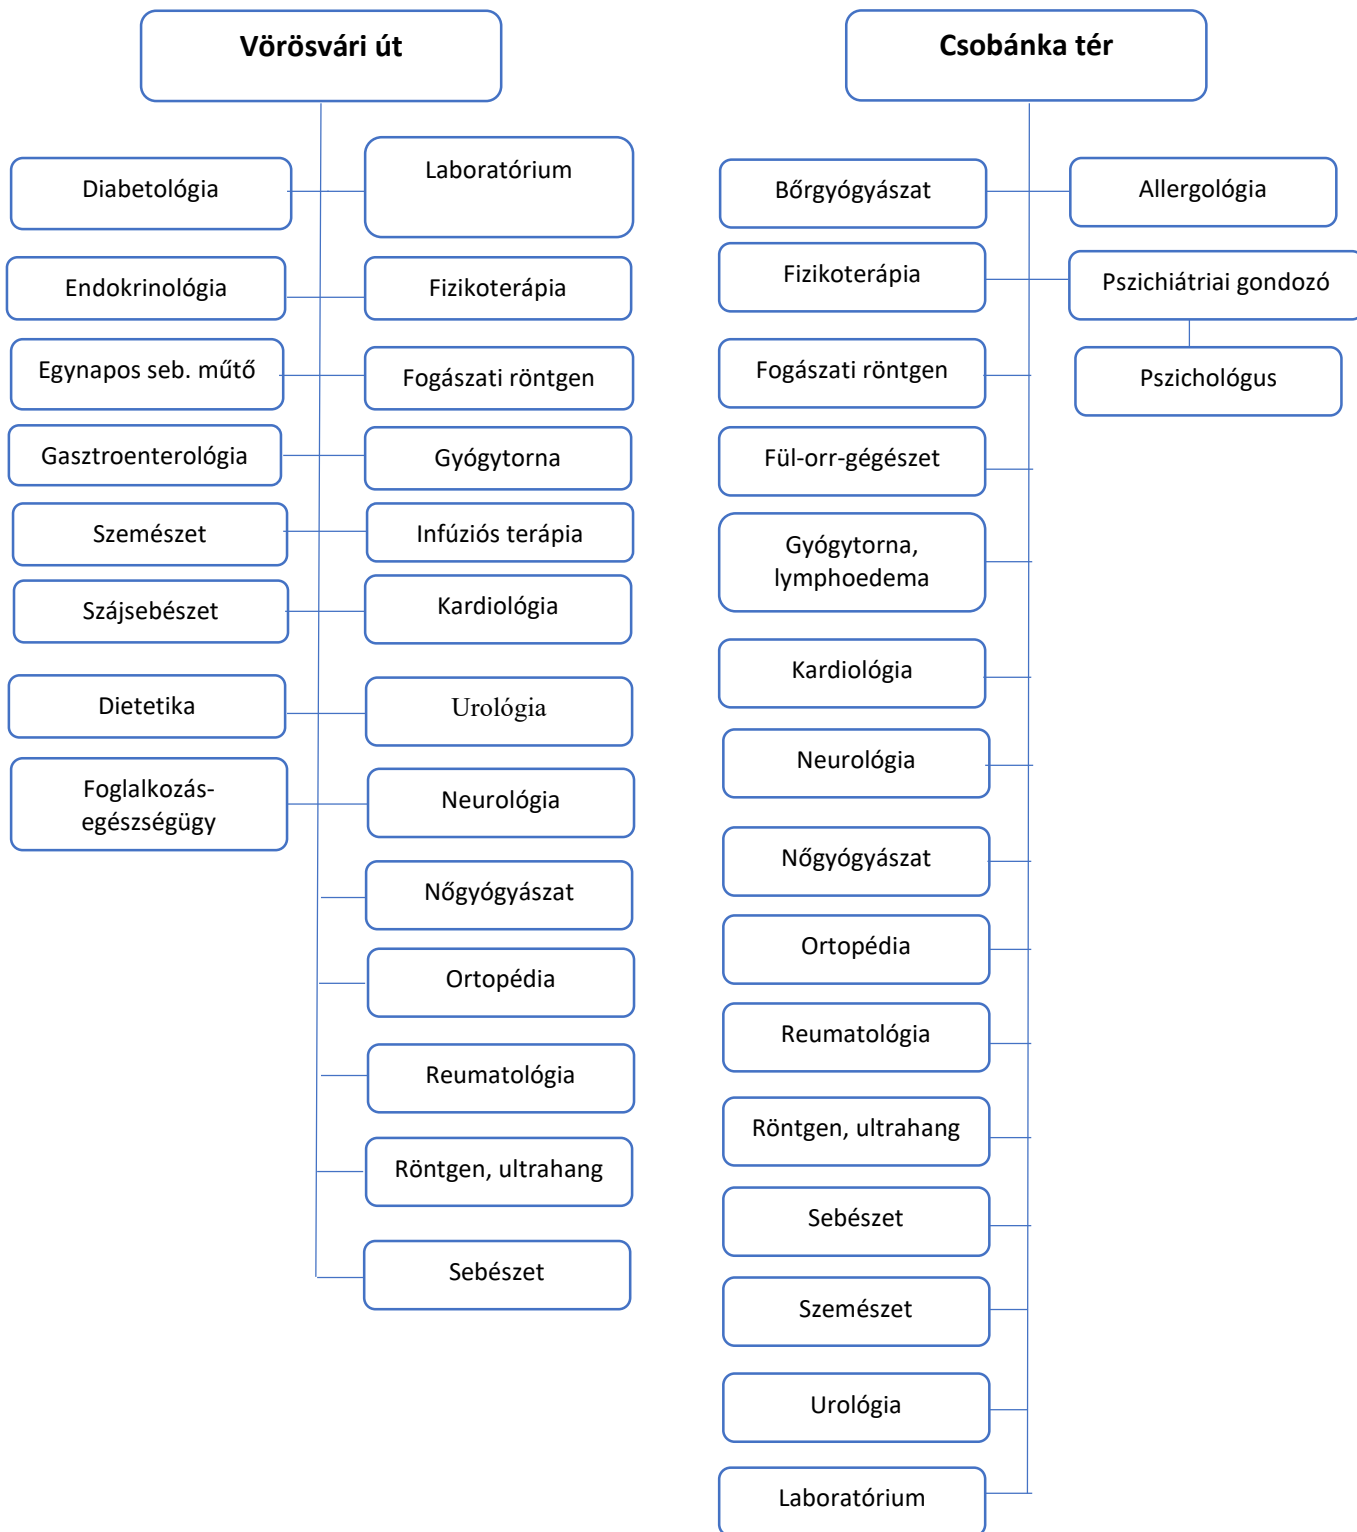 Vörösvári út
Diabetológia
Laboratórium
Endokrinológia
Fizikoterápia
Egynapos seb. műtő
Fogászati röntgen
Gasztroenterológia
Gyógytorna
Szemészet
Infúziós terápia
Szájsebészet
Kardiológia
Dietetika
Urológia
Foglalkozás-
egészségügy
Neurológia
Nőgyógyászat
Ortopédia
Reumatológia
Röntgen, ultrahang
Sebészet
Csobánka tér
Bőrgyógyászat
Allergológia
Fizikoterápia
Pszichiátriai gondozó
Fogászati röntgen
Pszichológus
Fül-orr-gégészet
Gyógytorna,
lymphoedema
Kardiológia
Neurológia
Nőgyógyászat
Ortopédia
Reumatológia
Röntgen, ultrahang
Sebészet
Szemészet
Urológia
Laboratórium